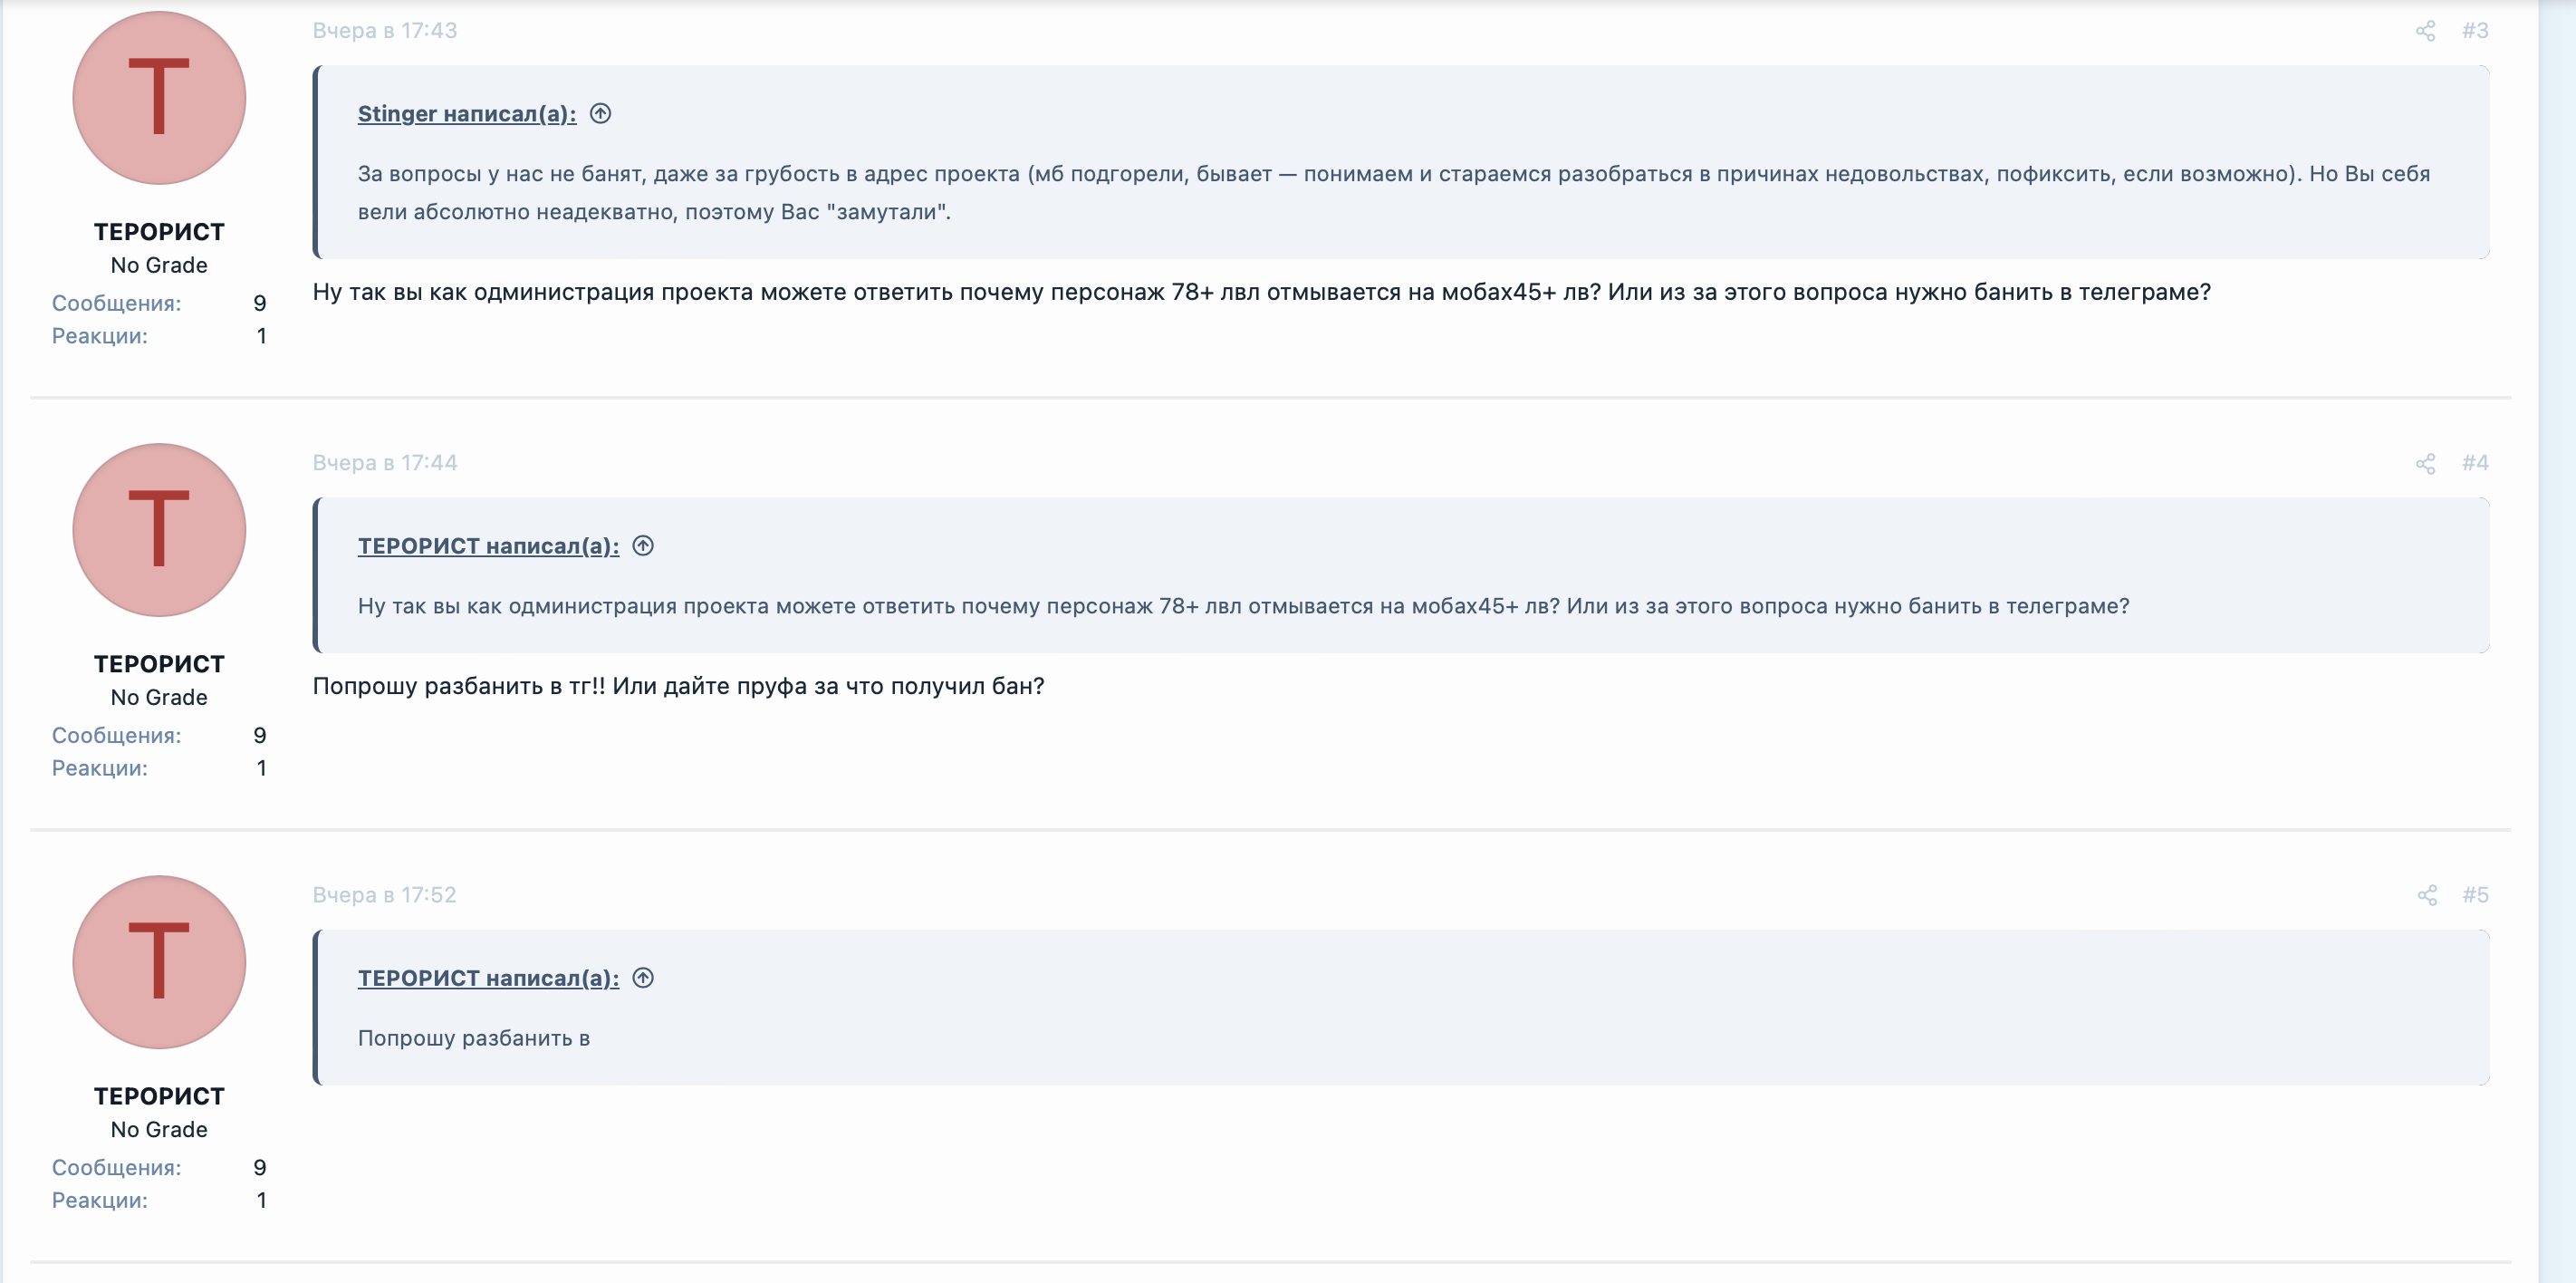 Вчера в 17:43
#3
T
Stinger написал(а):
За вопросы у нас не банят, даже за грубость в адрес проекта (мб подгорели, бывает — понимаем и стараемся разобраться в причинах недовольствах, пофиксить, если возможно). Но Вы себя
вели абсолютно неадекватно, поэтому Вас "замутали".
ТЕРОРИСТ
No Grade
Сообщения: 9
Реакции: 1
Ну так вы как одминистрация проекта можете ответить почему персонаж 78+ лвл отмывается на мобах45+ лв? Или из за этого вопроса нужно банить в телеграме?
Вчера в 17:44
#4
T
ТЕРОРИСТ написал(а):
Ну так вы как одминистрация проекта можете ответить почему персонаж 78+ лвл отмывается на мобах45+ лв? Или из за этого вопроса нужно банить в телеграме?
ТЕРОРИСТ
No Grade
Сообщения: 9
Реакции: 1
Попрошу разбанить в тг!! Или дайте пруфа за что получил бан?
Вчера в 17:52
#5
T
ТЕРОРИСТ написал(а):
Попрошу разбанить в
ТЕРОРИСТ
No Grade
Сообщения: 9
Реакции: 1